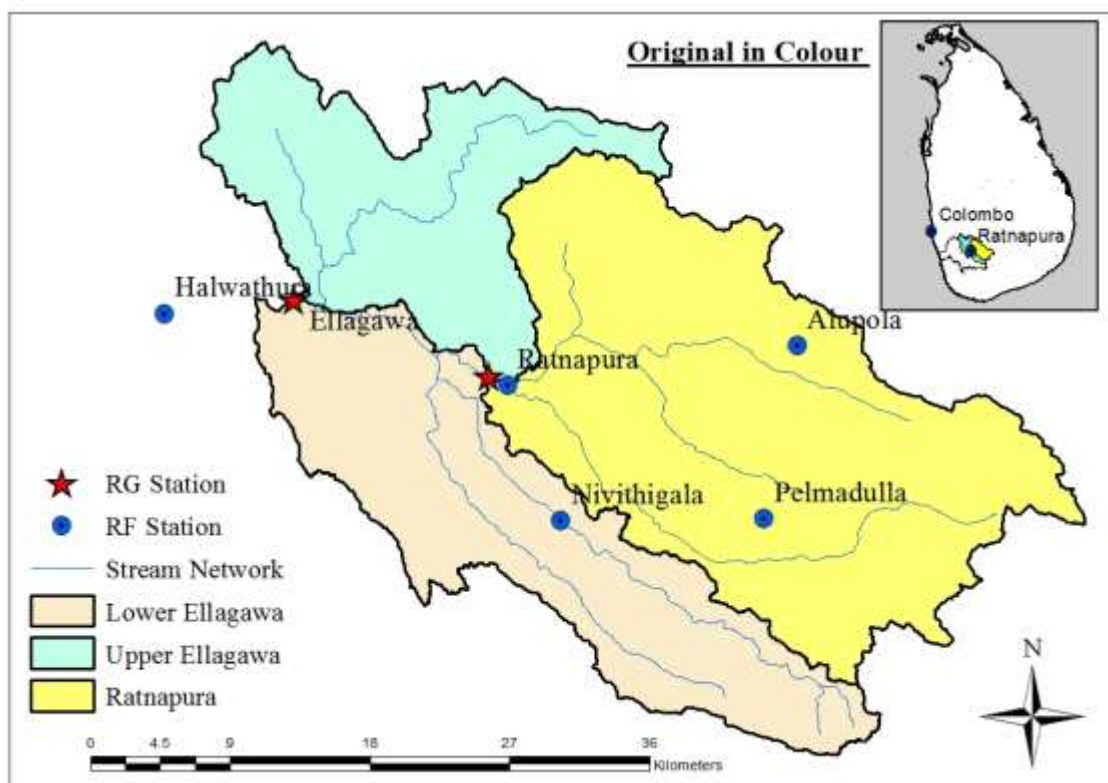 Original in Colour
Colombo
Ratnapura
Halwathura
Ellagawa
Alupola
Ratnapura
Nivithigala
Pelmadulla
RG Station
RF Station
Stream Network
Lower Ellagawa
Upper Ellagawa
Ratnapura
N
0 4.5 9 18 27 36
Kilometers